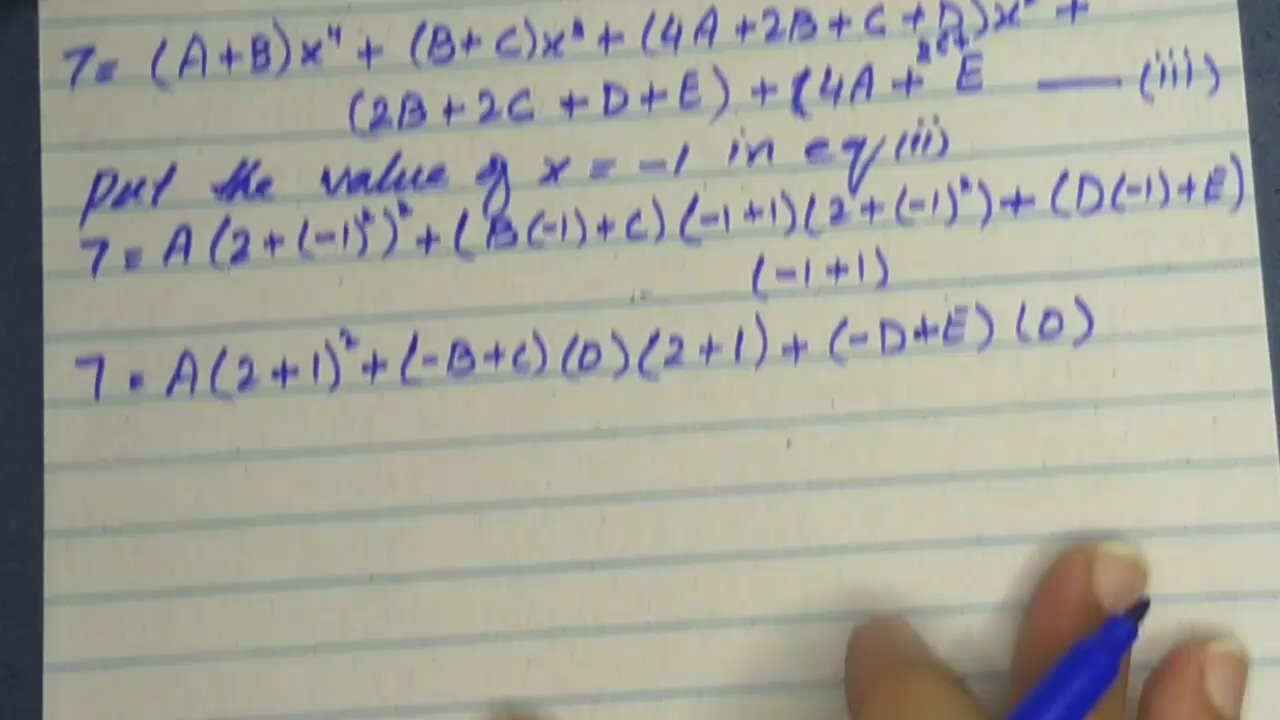 7 = (A+B)x⁴ + (B+C)x³ + (4A+2B+C+D)x² +
(2B+2C+D+E) + (4A + E —— (iii)
put the value of x = -1 in eq (ii)
7 = A(2+(-1)²)² + (B(-1)+C)(-1+1)(2+(-1)²) + (D(-1)+E)
(-1+1)
7 = A(2+1)² + (-B+C)(0)(2+1) + (-D+E)(0)